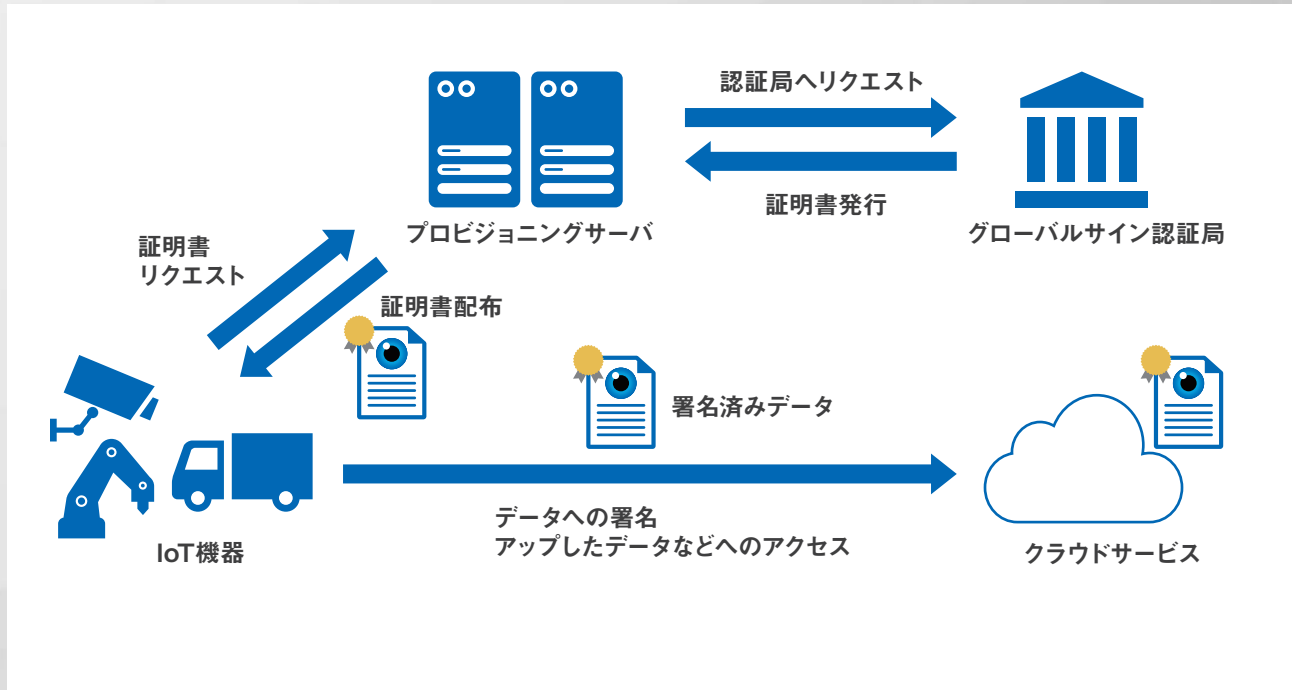 認証局へリクエスト
証明書発行
プロビジョニングサーバ
グローバルサイン認証局
証明書
リクエスト
証明書配布
署名済みデータ
データへの署名
アップしたデータなどへのアクセス
IoT機器
クラウドサービス